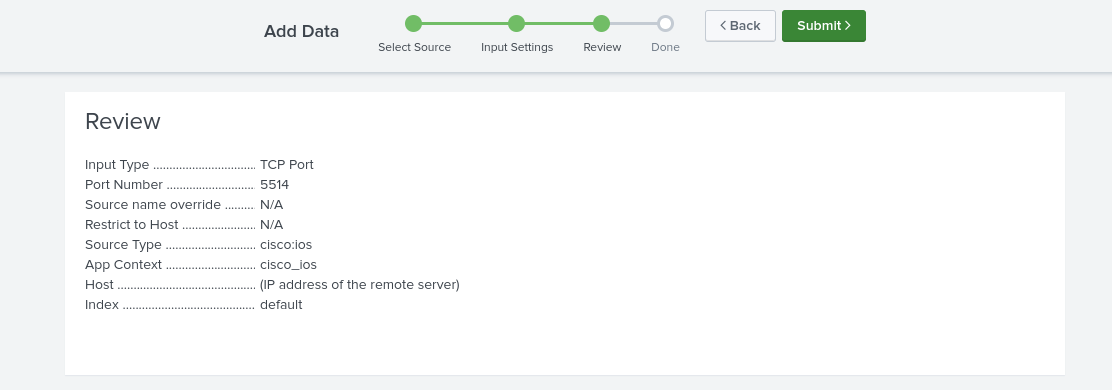 Add Data
Select Source
Input Settings
Review
Done
< Back
Submit >
Review
Input Type ................................ TCP Port
Port Number ........................... 5514
Source name override ......... N/A
Restrict to Host ....................... N/A
Source Type ............................ cisco:ios
App Context ............................ cisco_ios
Host ........................................... (IP address of the remote server)
Index ......................................... default